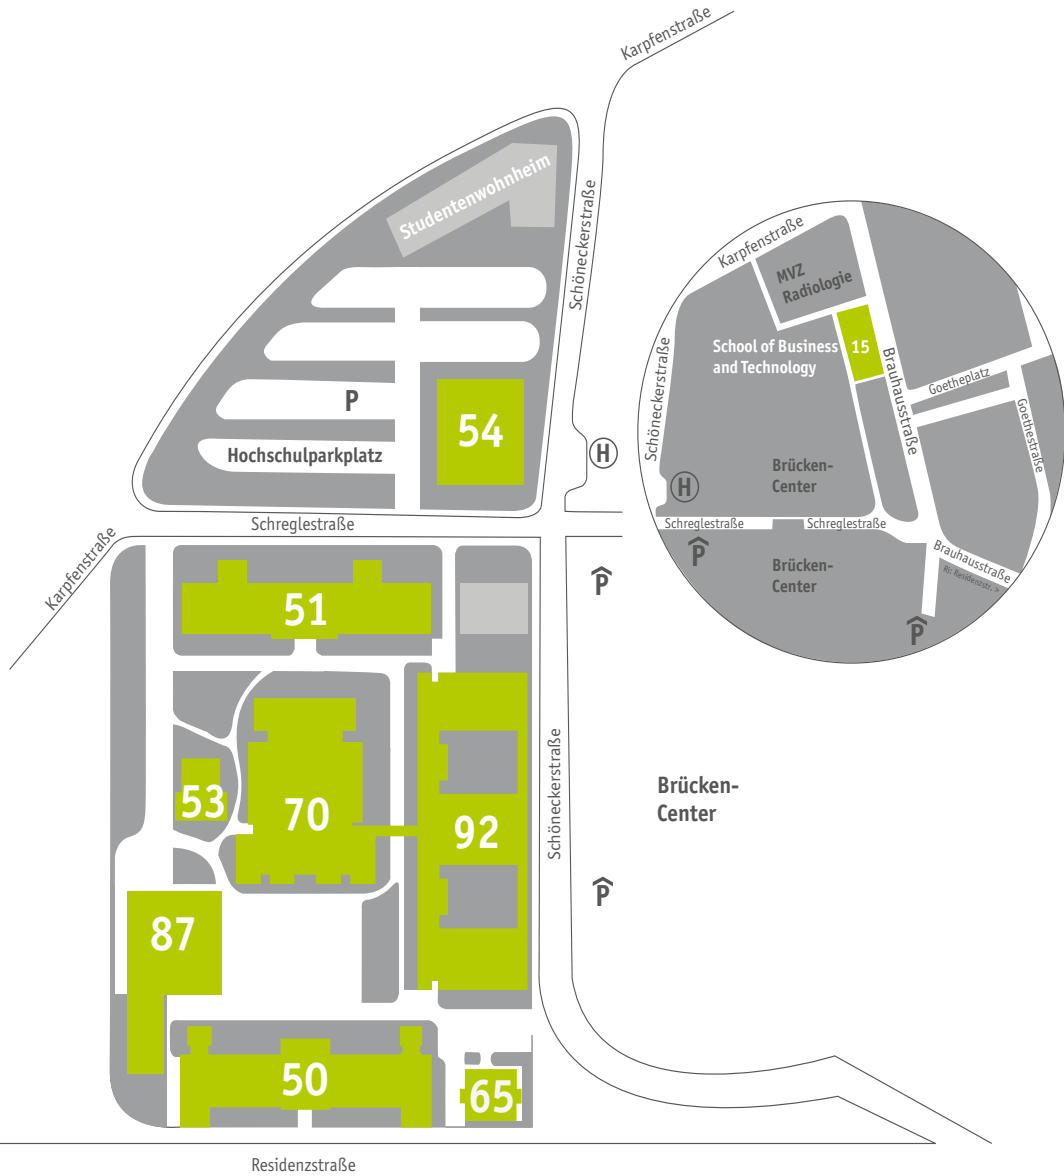 Karpfenstraße
Studentenwohnheim
Schöneckerstraße
P
54
Hochschulparkplatz
H
Schreglestraße
Karpfenstraße
Karpfenstraße
MVZ
Radiologie
School of Business
and Technology
15
Schöneckerstraße
Brauhausstraße
Goetheplatz
Goethestraße
Brücken-
Center
H
Schreglestraße
Schreglestraße
P
Brücken-
Center
Brauhausstraße
Ri: Residenzstr. >
P
P
51
53
70
92
Schöneckerstraße
Brücken-
Center
P
87
50
65
Residenzstraße